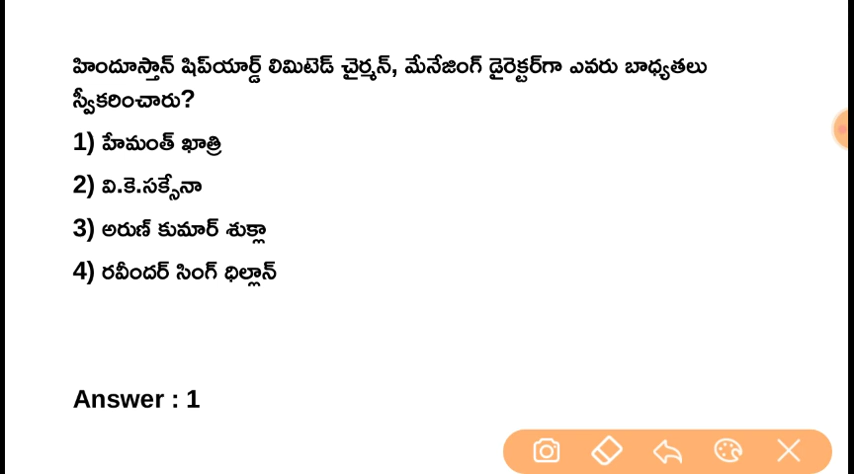 హిందూస్తాన్ షిప్‌యార్డ్ లిమిటెడ్ చైర్మన్, మేనేజింగ్ డైరెక్టర్‌గా ఎవరు బాధ్యతలు
స్వీకరించారు?
1) హేమంత్ ఖాత్రి
2) వి.కె.సక్సేనా
3) అరుణ్ కుమార్ శుక్లా
4) రవీందర్ సింగ్ ధిల్లాన్
Answer : 1